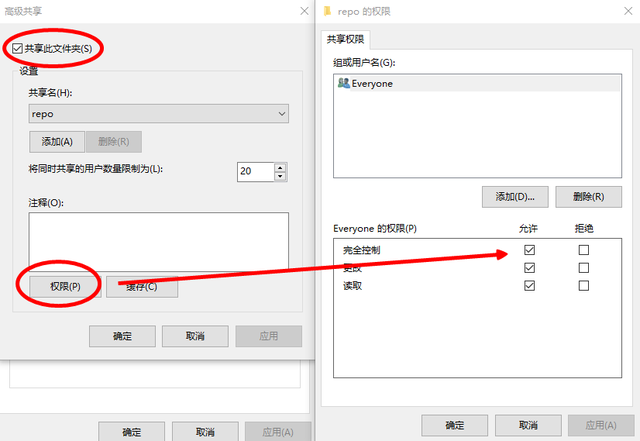 高级共享
共享此文件夹(S)
设置
共享名(H):
repo
添加(A)
删除(R)
将同时共享的用户数量限制为(L):
20
注释(O):
权限(P)
缓存(C)
确定
取消
应用
确定
取消
应用(A)
repo 的权限
共享权限
组或用户名(G):
Everyone
添加(D)...
删除(R)
Everyone 的权限(P)
允许
拒绝
完全控制
更改
读取
确定
取消
应用(A)